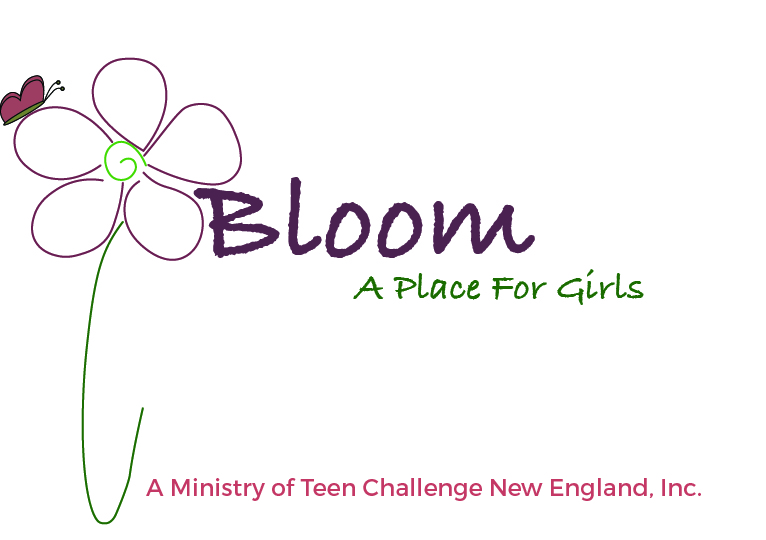 Bloom
A Place For Girls
A Ministry of Teen Challenge New England, Inc.